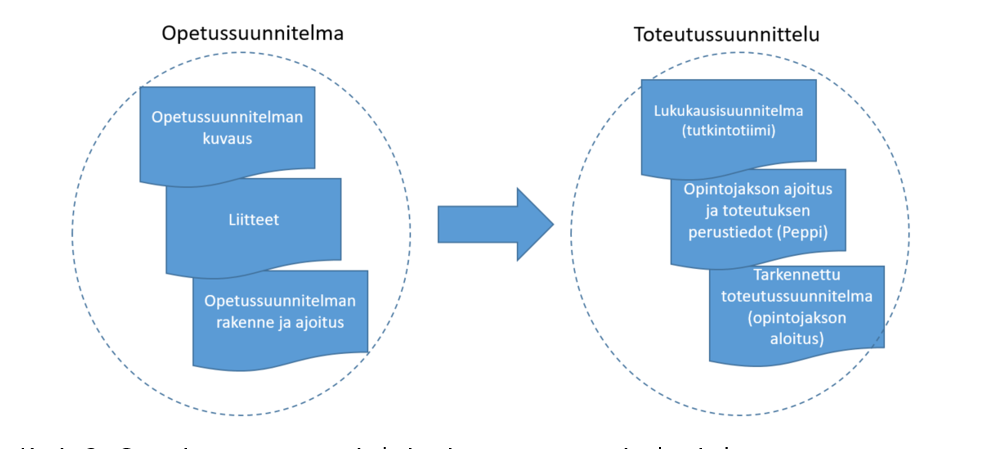 Opetussuunnitelma
Opetussuunnitelman
kuvaus
Liitteet
Opetussuunnitelman
rakenne ja ajoitus
Toteutussuunnittelu
Lukukausisuunnitelma
(tutkintotiimi)
Opintojakson ajoitus
ja toteutuksen
perustiedot (Peppi)
Tarkennettu
toteutussuunnitelma
(opintojakson
aloitus)